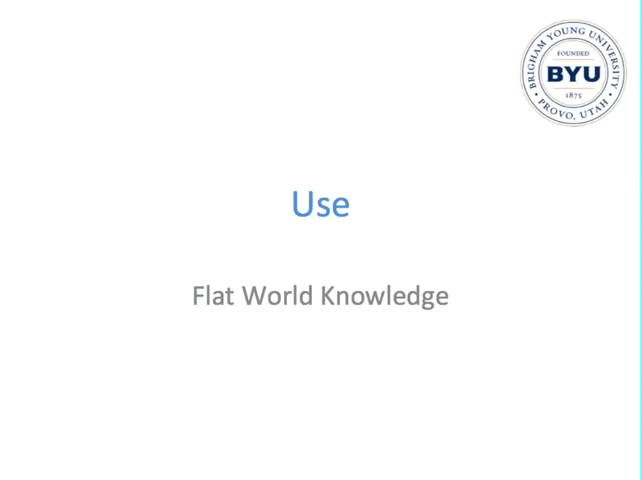 BRIGHAM YOUNG UNIVERSITY
FOUNDED
BYU
1875
• PROVO, UTAH •
Use
Flat World Knowledge